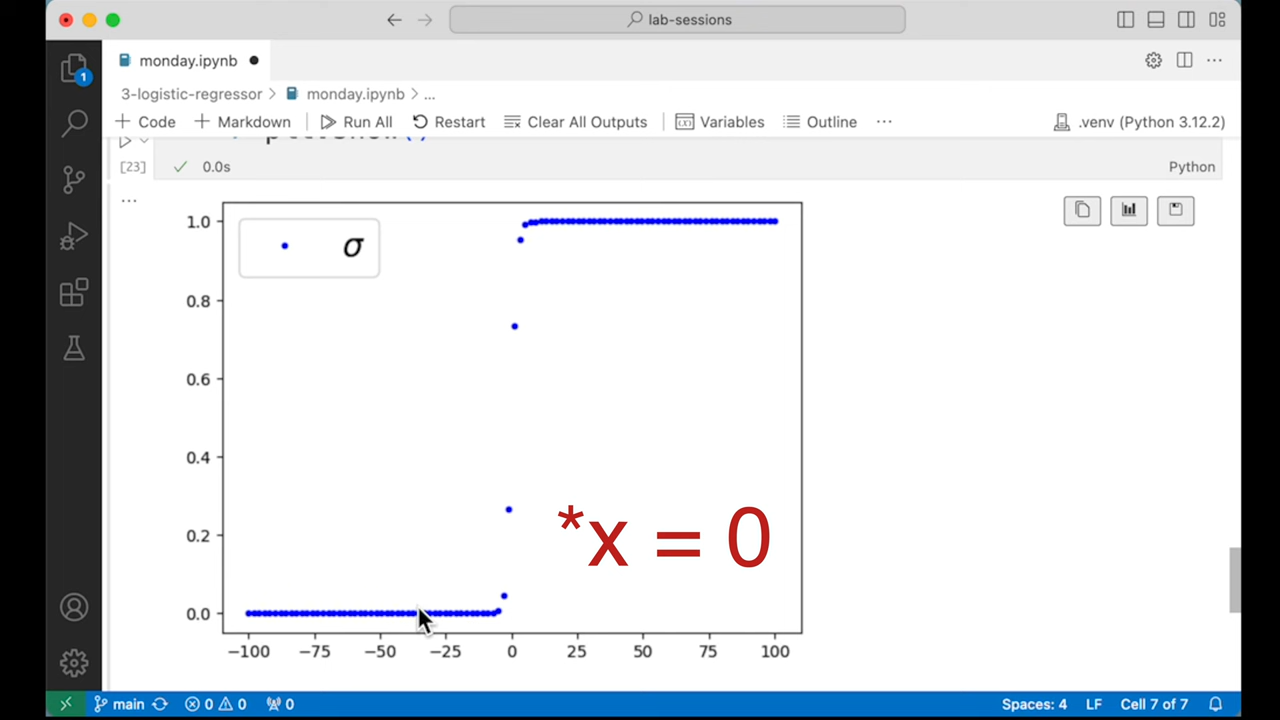 lab-sessions
monday.ipynb
1
3-logistic-regressor > monday.ipynb > ...
Code Markdown Run All Restart Clear All Outputs Variables Outline ... .venv (Python 3.12.2)
[23] 0.0s Python
...
1.0
σ
0.8
0.6
0.4
0.2
*x = 0
0.0
−100 −75 −50 −25 0 25 50 75 100
main 0 0 0 Spaces: 4 LF Cell 7 of 7